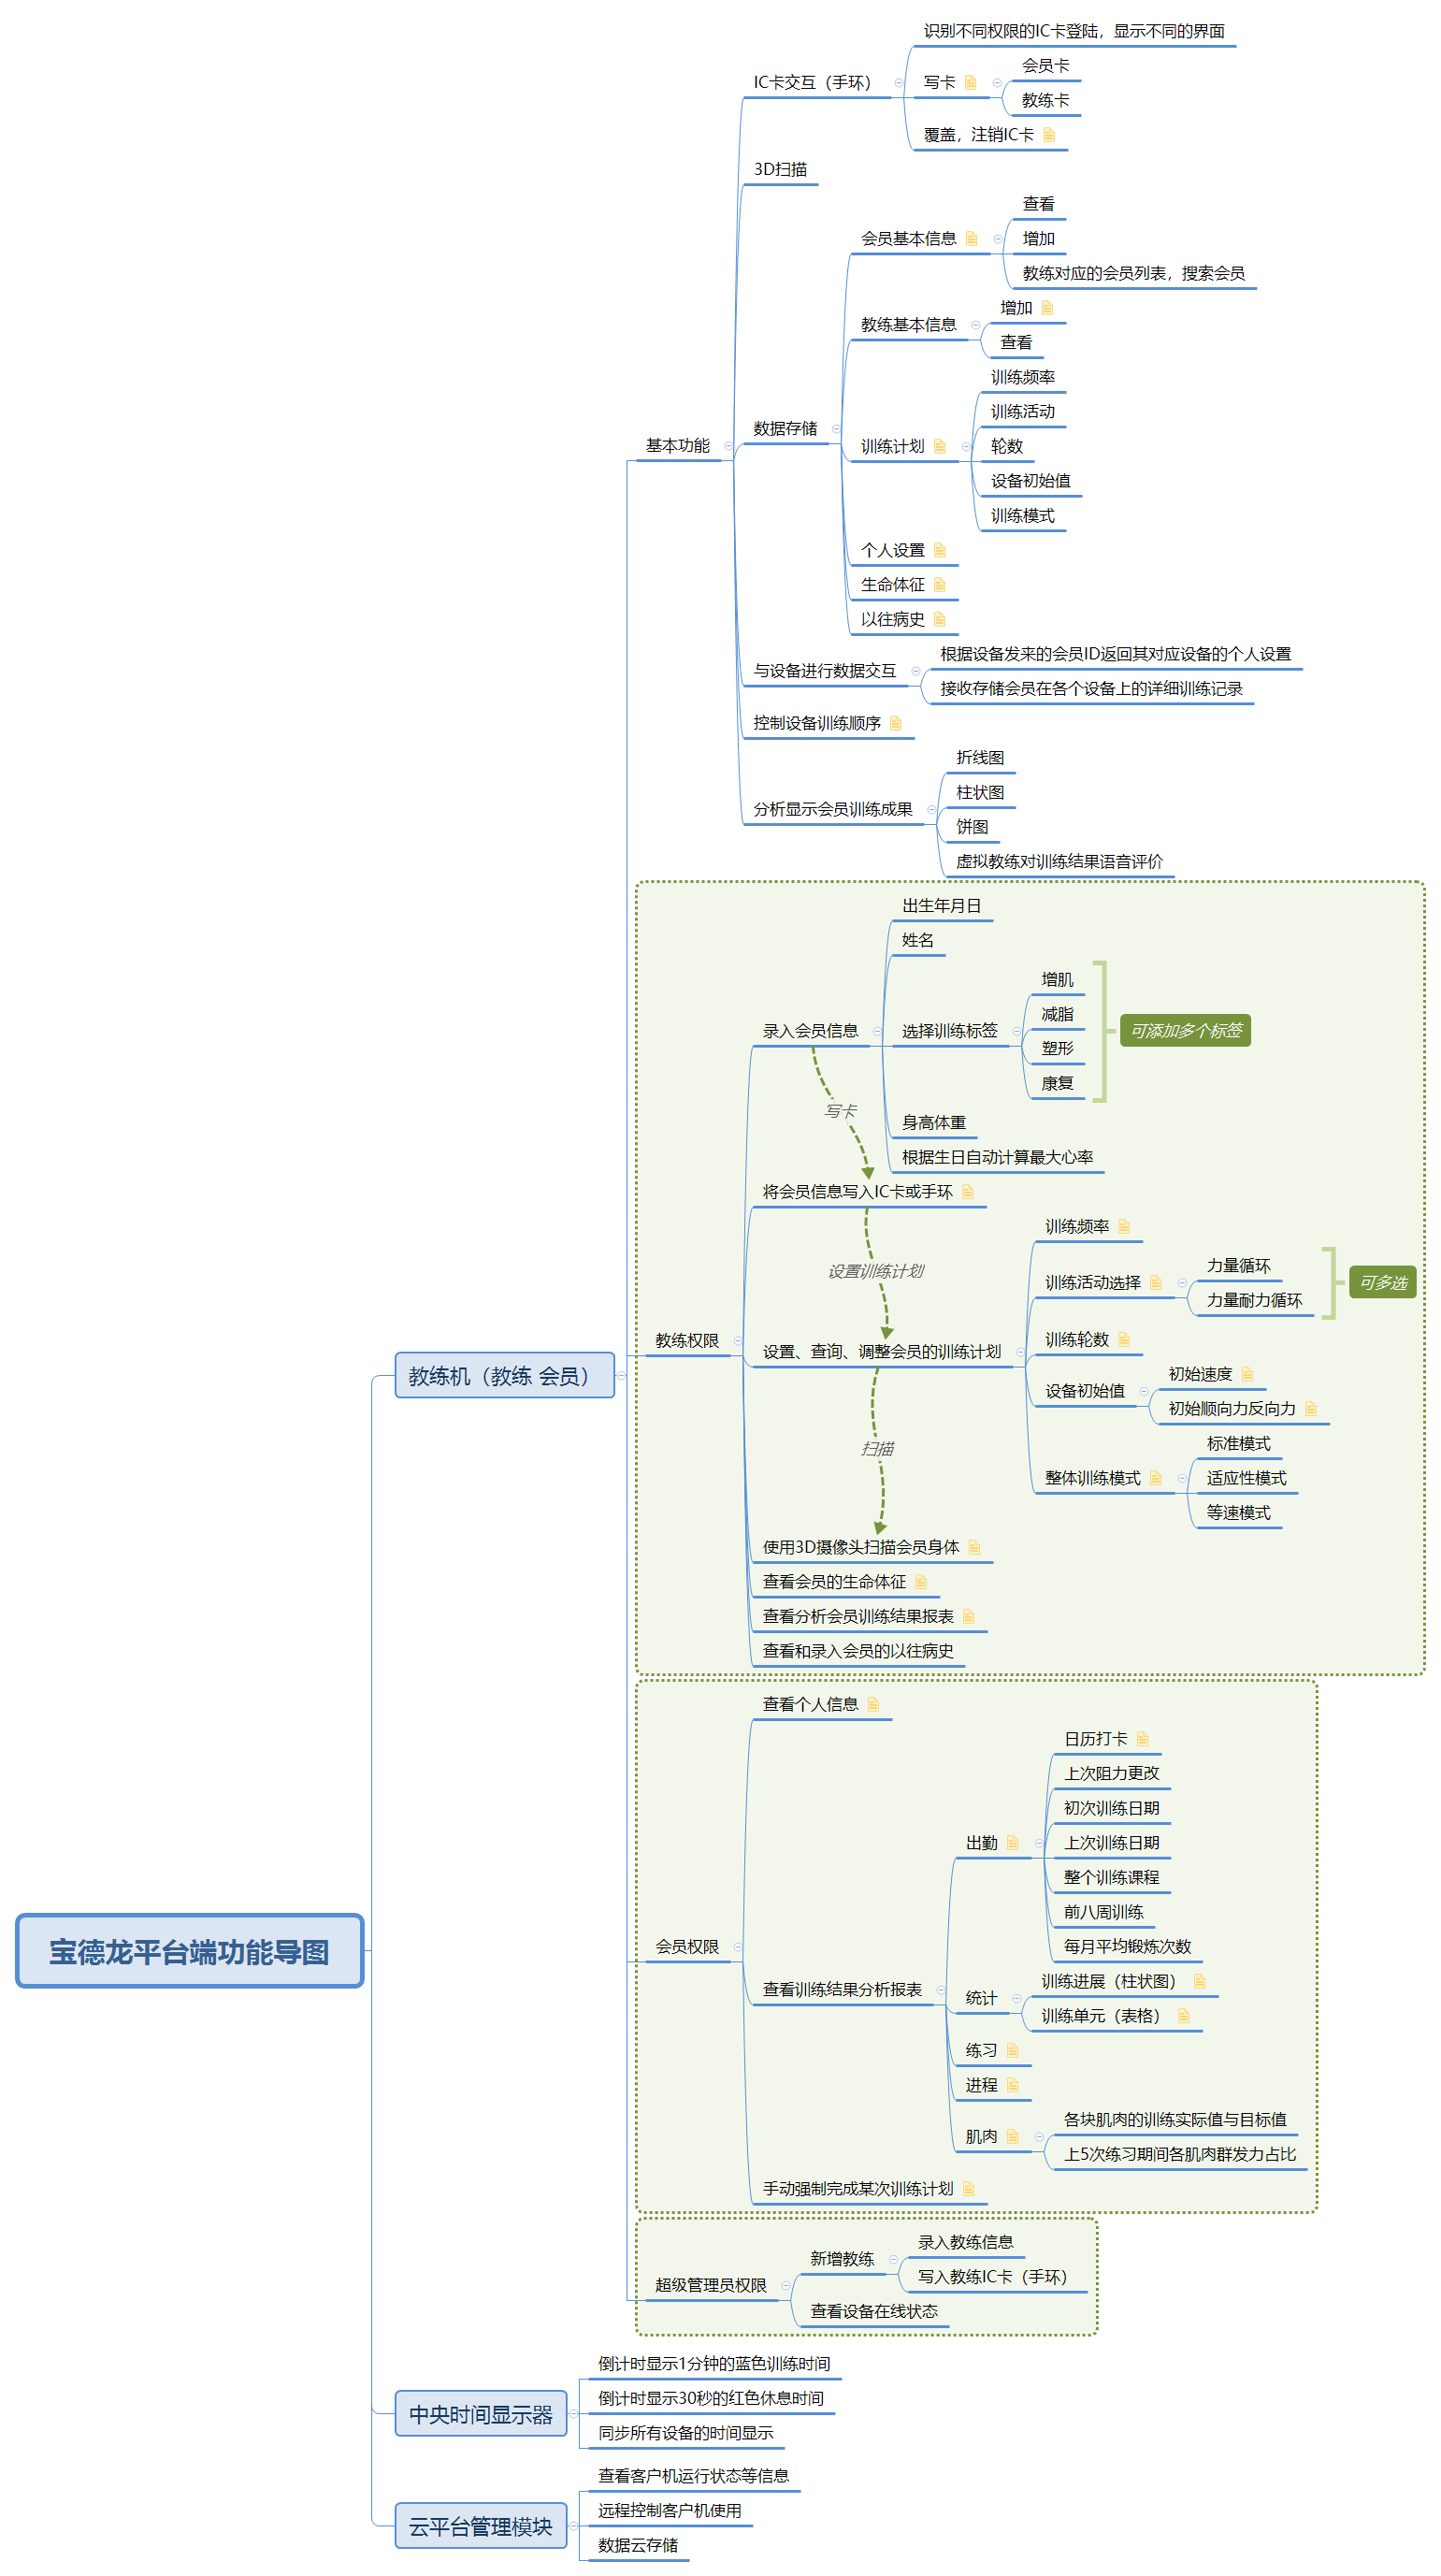 宝德龙平台端功能导图
教练机（教练 会员）
基本功能
IC卡交互（手环）
识别不同权限的IC卡登陆，显示不同的界面
写卡
会员卡
教练卡
覆盖，注销IC卡
3D扫描
数据存储
会员基本信息
查看
增加
教练对应的会员列表，搜索会员
教练基本信息
增加
查看
训练计划
训练频率
训练活动
轮数
设备初始值
训练模式
个人设置
生命体征
以往病史
与设备进行数据交互
根据设备发来的会员ID返回其对应设备的个人设置
接收存储会员在各个设备上的详细训练记录
控制设备训练顺序
分析显示会员训练成果
折线图
柱状图
饼图
虚拟教练对训练结果语音评价
教练权限
录入会员信息
出生年月日
姓名
选择训练标签
增肌
减脂
塑形
康复
可添加多个标签
身高体重
根据生日自动计算最大心率
写卡
将会员信息写入IC卡或手环
设置训练计划
设置、查询、调整会员的训练计划
训练频率
训练活动选择
力量循环
力量耐力循环
可多选
训练轮数
设备初始值
初始速度
初始顺向力反向力
整体训练模式
标准模式
适应性模式
等速模式
扫描
使用3D摄像头扫描会员身体
查看会员的生命体征
查看分析会员训练结果报表
查看和录入会员的以往病史
会员权限
查看个人信息
查看训练结果分析报表
出勤
日历打卡
上次阻力更改
初次训练日期
上次训练日期
整个训练课程
前八周训练
每月平均锻炼次数
统计
训练进展（柱状图）
训练单元（表格）
练习
进程
肌肉
各块肌肉的训练实际值与目标值
上5次练习期间各肌肉群发力占比
手动强制完成某次训练计划
超级管理员权限
新增教练
录入教练信息
写入教练IC卡（手环）
查看设备在线状态
中央时间显示器
倒计时显示1分钟的蓝色训练时间
倒计时显示30秒的红色休息时间
同步所有设备的时间显示
云平台管理模块
查看客户机运行状态等信息
远程控制客户机使用
数据云存储